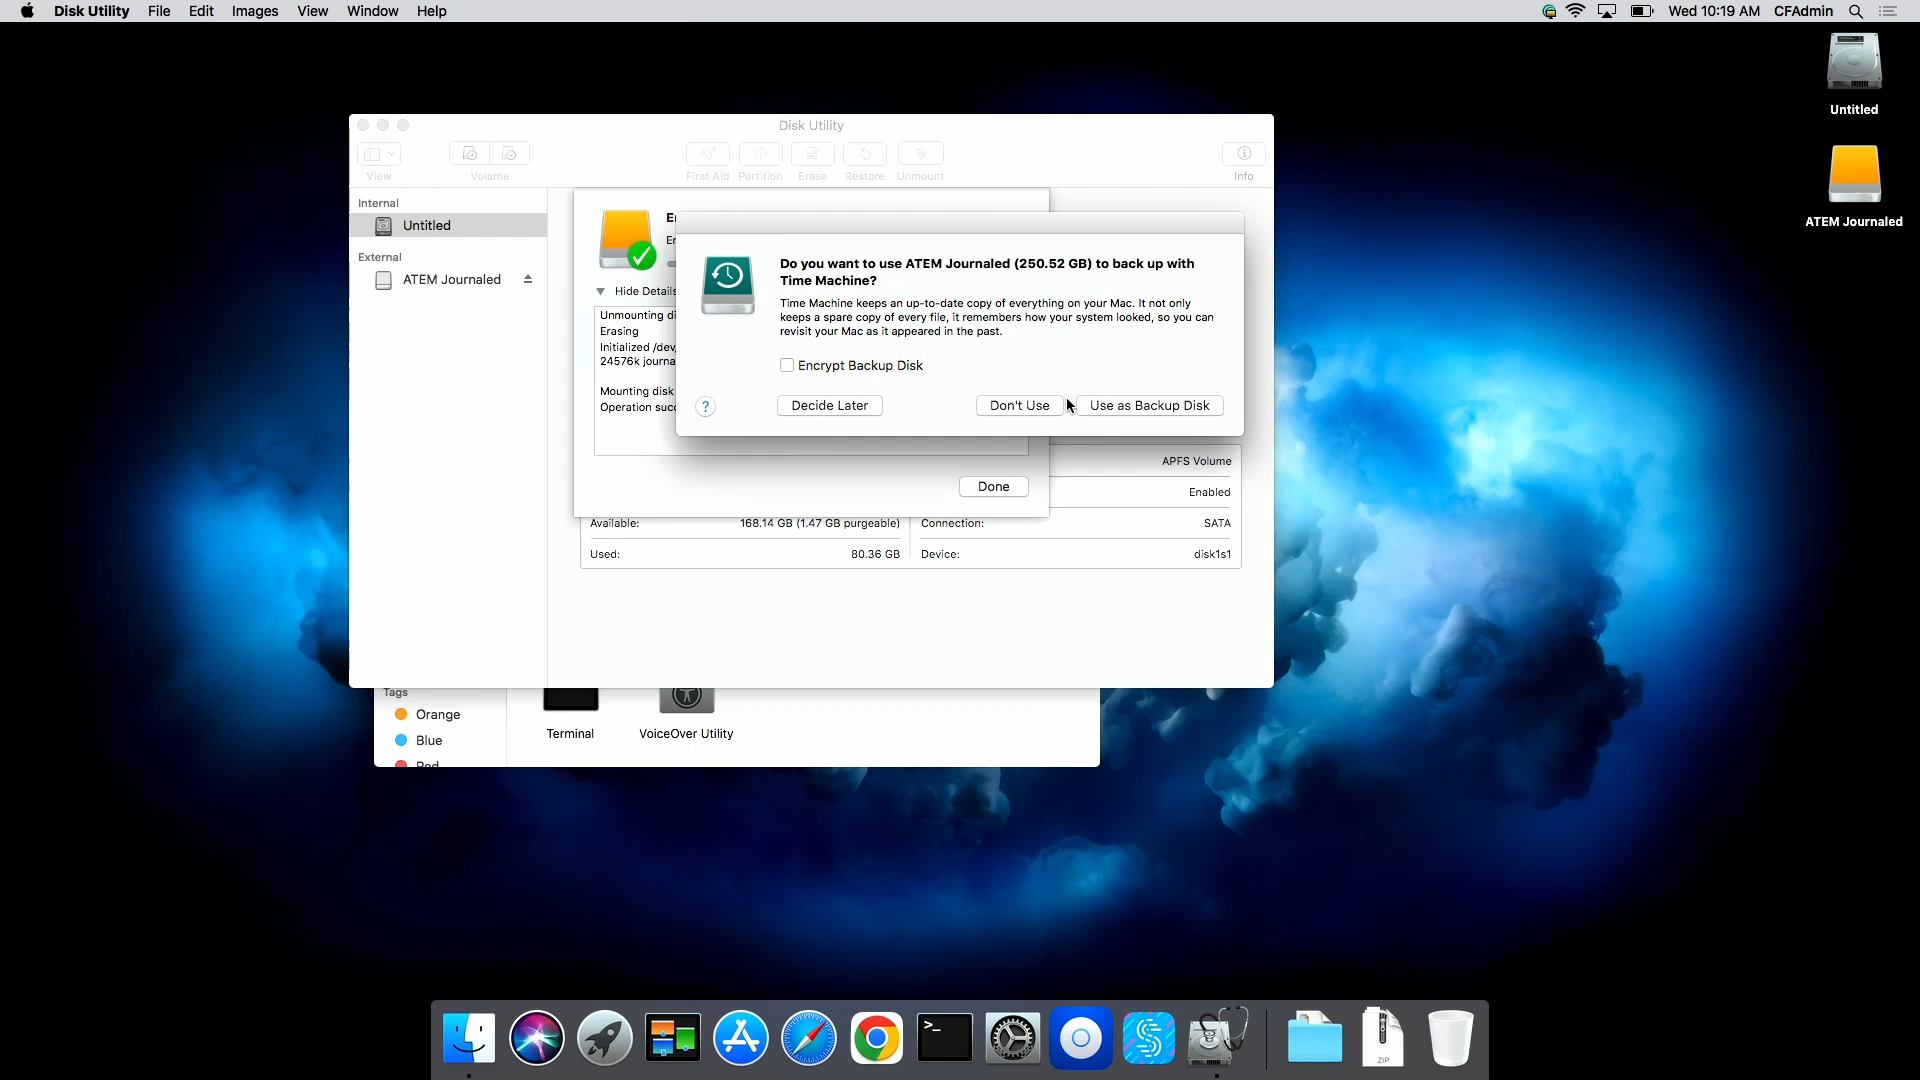 Disk Utility File Edit Images View Window Help
Wed 10:19 AM CFAdmin
Untitled
ATEM Journaled
Disk Utility
View
Volume
First Aid Partition Erase Restore Unmount
Info
Internal
Untitled
External
ATEM Journaled
Er
Er
Hide Details
Unmounting di
Erasing
Initialized /dev
24576k journa
Mounting disk
Operation succ
Done
Do you want to use ATEM Journaled (250.52 GB) to back up with
Time Machine?
Time Machine keeps an up-to-date copy of everything on your Mac. It not only
keeps a spare copy of every file, it remembers how your system looked, so you can
revisit your Mac as it appeared in the past.
Encrypt Backup Disk
?
Decide Later
Don't Use
Use as Backup Disk
APFS Volume
Enabled
Available: 168.14 GB (1.47 GB purgeable)
Connection: SATA
Used: 80.36 GB
Device: disk1s1
Tags
Orange
Blue
Red
Terminal
VoiceOver Utility
>_
ZIP